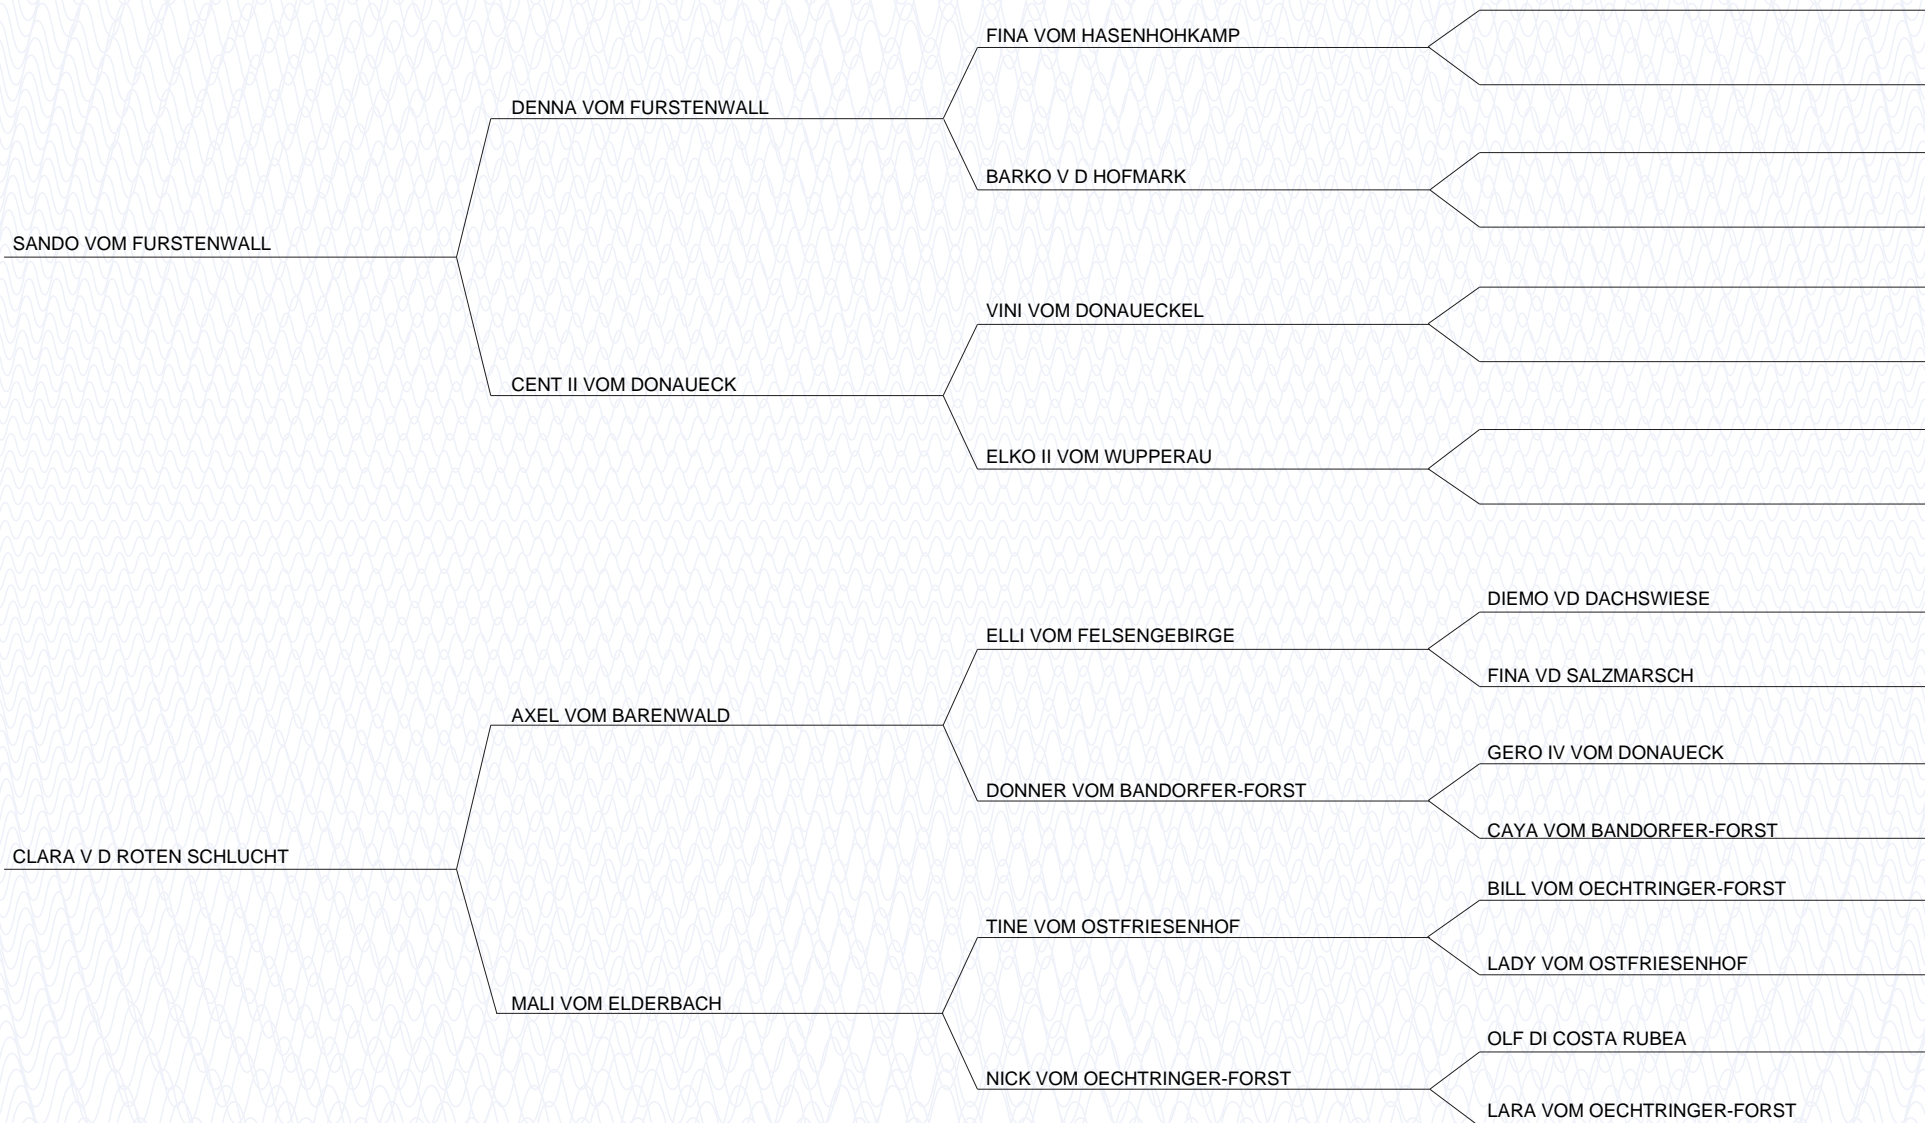 FINA VOM HASENHOHKAMP
DENNA VOM FURSTENWALL
BARKO V D HOFMARK
SANDO VOM FURSTENWALL
VINI VOM DONAUECKEL
CENT II VOM DONAUECK
ELKO II VOM WUPPERAU
DIEMO VD DACHSWIESE
ELLI VOM FELSENGEBIRGE
FINA VD SALZMARSCH
AXEL VOM BARENWALD
GERO IV VOM DONAUECK
DONNER VOM BANDORFER-FORST
CAYA VOM BANDORFER-FORST
CLARA V D ROTEN SCHLUCHT
BILL VOM OECHTRINGER-FORST
TINE VOM OSTFRIESENHOF
LADY VOM OSTFRIESENHOF
MALI VOM ELDERBACH
OLF DI COSTA RUBEA
NICK VOM OECHTRINGER-FORST
LARA VOM OECHTRINGER-FORST